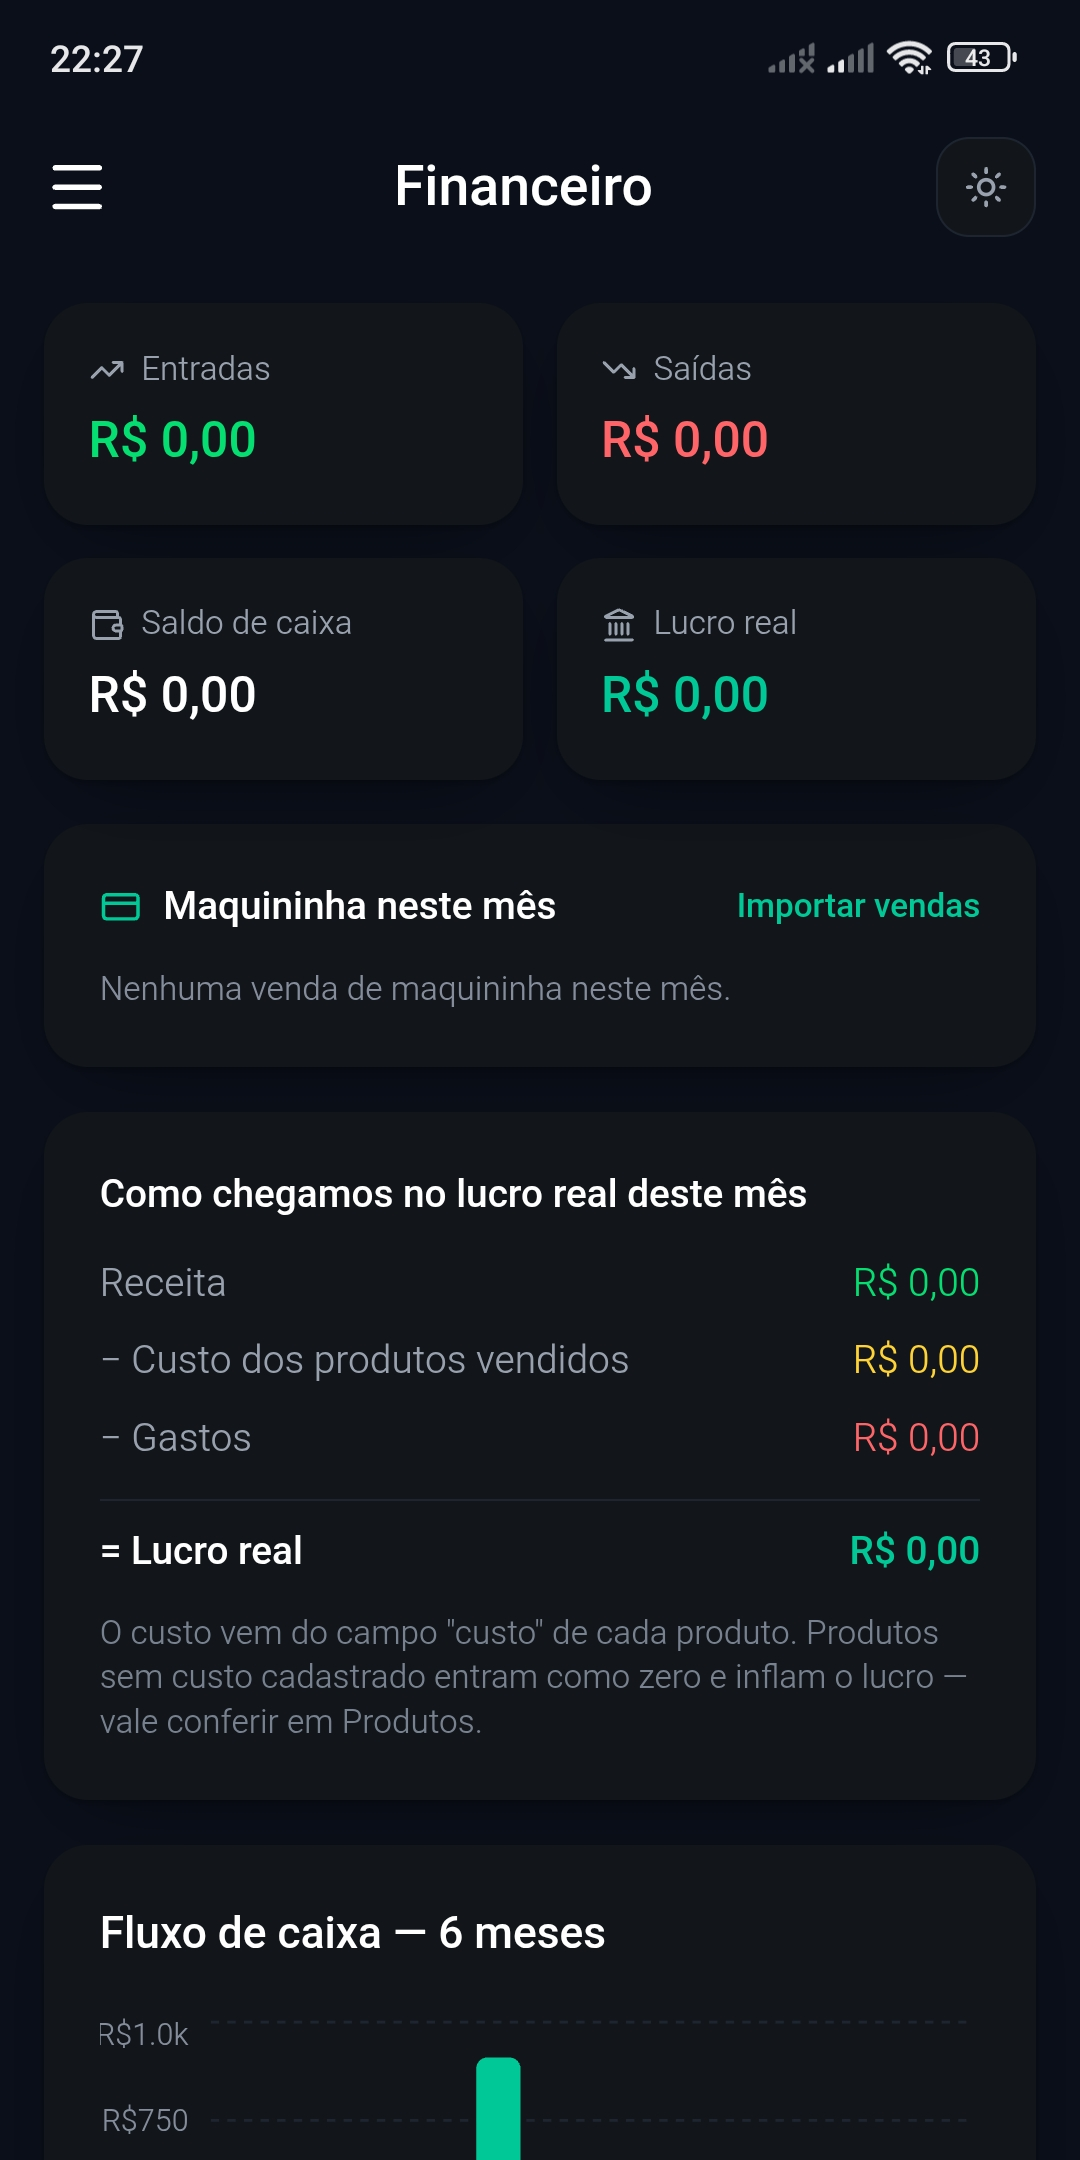 22:27
43
Financeiro
Entradas
R$ 0,00
Saídas
R$ 0,00
Saldo de caixa
R$ 0,00
Lucro real
R$ 0,00
Maquininha neste mês
Importar vendas
Nenhuma venda de maquininha neste mês.
Como chegamos no lucro real deste mês
Receita R$ 0,00
− Custo dos produtos vendidos R$ 0,00
− Gastos R$ 0,00
= Lucro real R$ 0,00
O custo vem do campo "custo" de cada produto. Produtos
sem custo cadastrado entram como zero e inflam o lucro —
vale conferir em Produtos.
Fluxo de caixa — 6 meses
R$1.0k
R$750